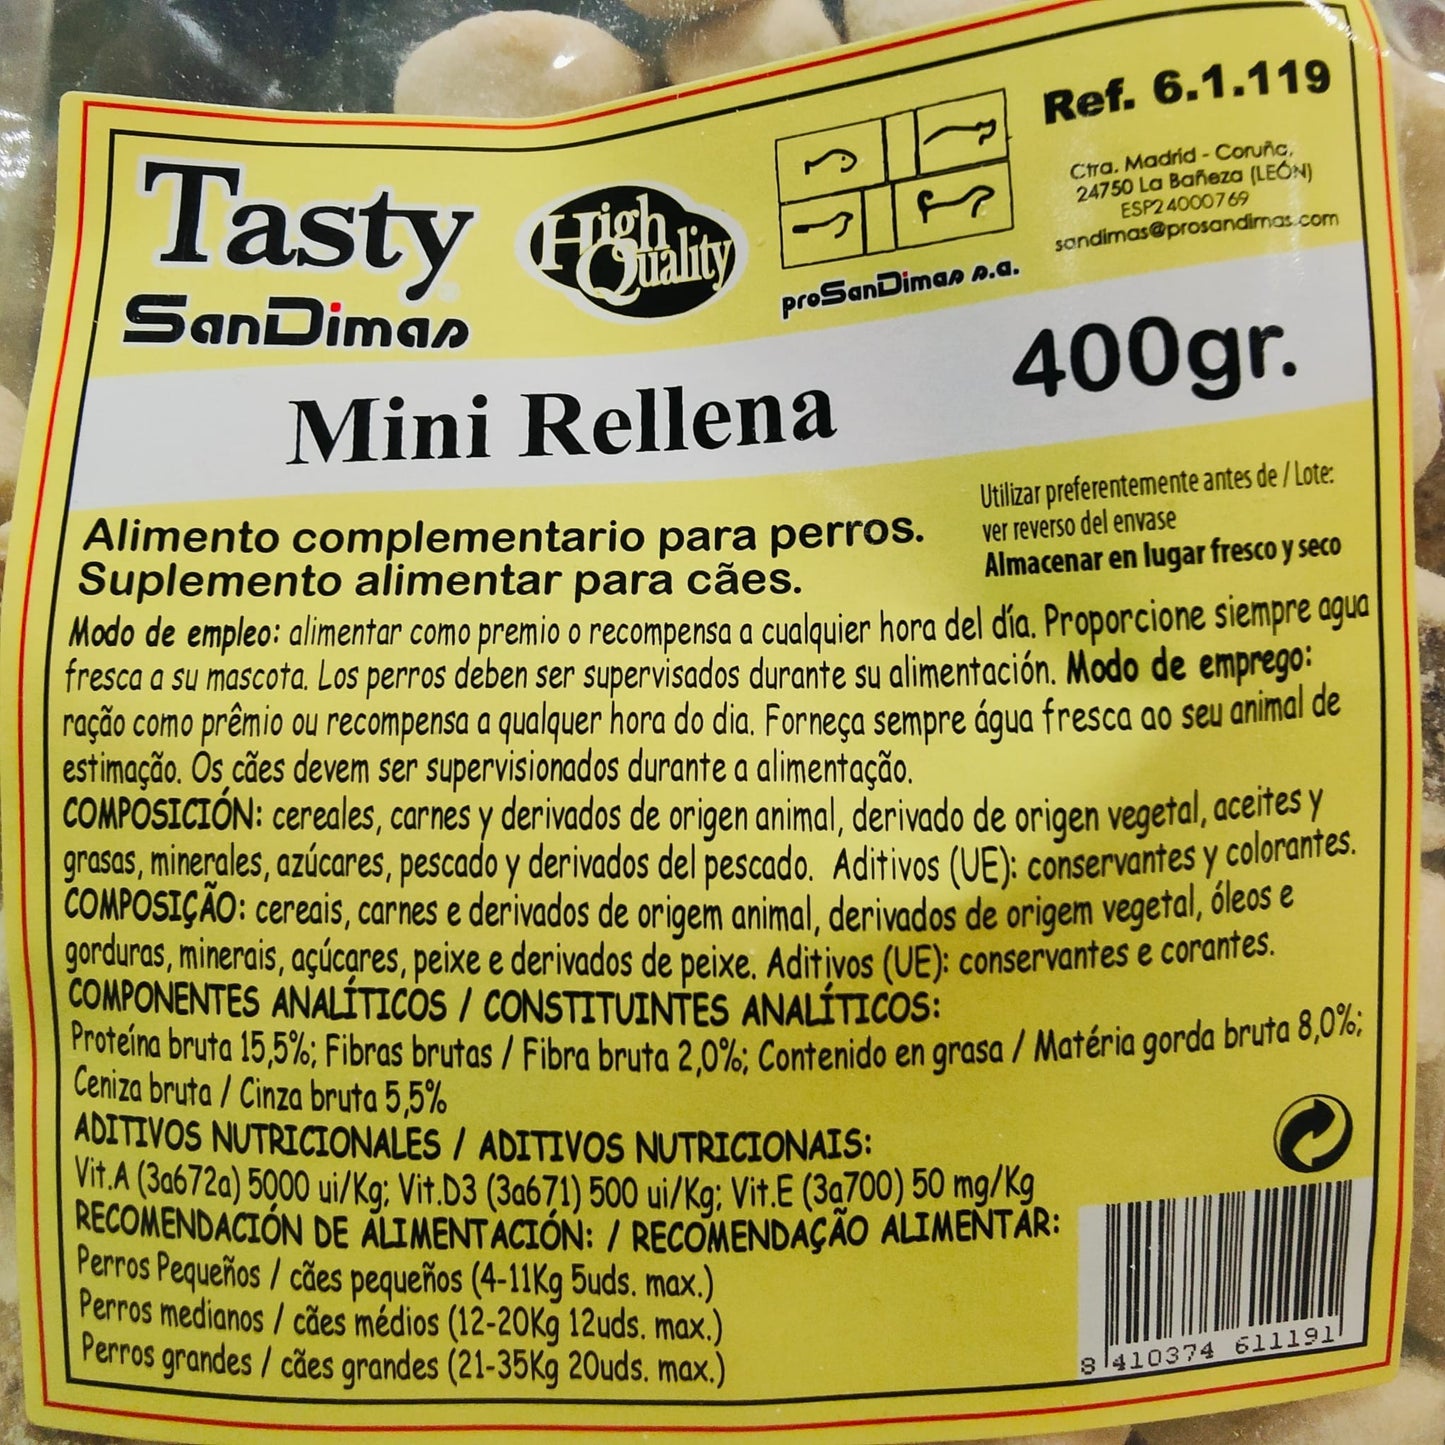 Tasty
SanDimas
High
Quality
proSanDimas s.a.
Ref. 6.1.119
Ctra. Madrid - Coruña,
24750 La Bañeza (LEÓN)
ESP24000769
sandimas@prosandimas.com
Mini Rellena
400gr.
Alimento complementario para perros.
Suplemento alimentar para cães.
Utilizar preferentemente antes de / Lote:
ver reverso del envase
Almacenar en lugar fresco y seco
Modo de empleo: alimentar como premio o recompensa a cualquier hora del día. Proporcione siempre agua
fresca a su mascota. Los perros deben ser supervisados durante su alimentación. Modo de emprego:
ração como prêmio ou recompensa a qualquer hora do dia. Forneça sempre água fresca ao seu animal de
estimação. Os cães devem ser supervisionados durante a alimentação.
COMPOSICIÓN: cereales, carnes y derivados de origen animal, derivado de origen vegetal, aceites y
grasas, minerales, azúcares, pescado y derivados del pescado. Aditivos (UE): conservantes y colorantes.
COMPOSIÇÃO: cereais, carnes e derivados de origem animal, derivados de origem vegetal, óleos e
gorduras, minerais, açúcares, peixe e derivados de peixe. Aditivos (UE): conservantes e corantes.
COMPONENTES ANALÍTICOS / CONSTITUINTES ANALÍTICOS:
Proteína bruta 15,5%; Fibras brutas / Fibra bruta 2,0%; Contenido en grasa / Matéria gorda bruta 8,0%;
Ceniza bruta / Cinza bruta 5,5%
ADITIVOS NUTRICIONALES / ADITIVOS NUTRICIONAIS:
Vit.A (3a672a) 5000 ui/Kg; Vit.D3 (3a671) 500 ui/Kg; Vit.E (3a700) 50 mg/Kg
RECOMENDACIÓN DE ALIMENTACIÓN: / RECOMENDAÇÃO ALIMENTAR:
Perros Pequeños / cães pequeños (4-11Kg 5uds. max.)
Perros medianos / cães médios (12-20Kg 12uds. max.)
Perros grandes / cães grandes (21-35Kg 20uds. max.)
8 410374 611191